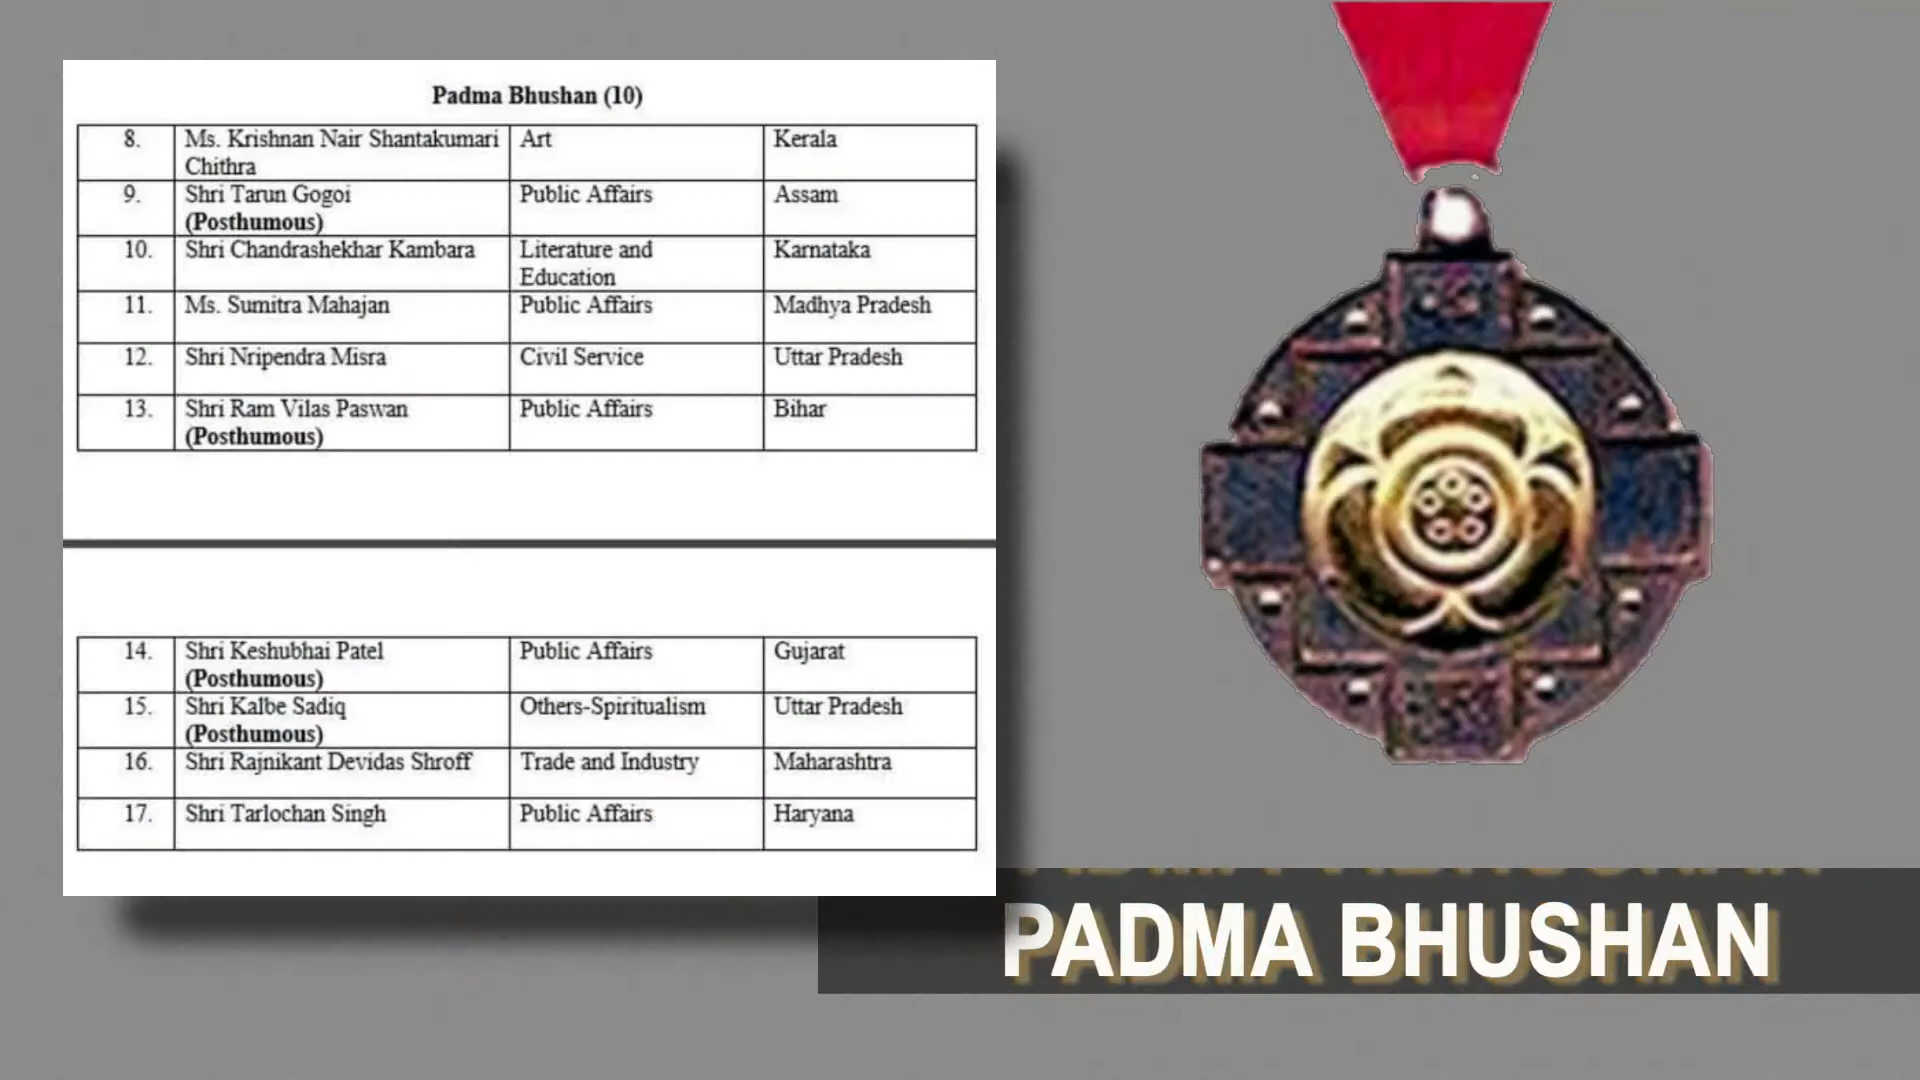 Padma Bhushan (10)
8. Ms. Krishnan Nair Shantakumari Art Kerala
Chithra
9. Shri Tarun Gogoi Public Affairs Assam
(Posthumous)
10. Shri Chandrashekhar Kambara Literature and Karnataka
Education
11. Ms. Sumitra Mahajan Public Affairs Madhya Pradesh
12. Shri Nripendra Misra Civil Service Uttar Pradesh
13. Shri Ram Vilas Paswan Public Affairs Bihar
(Posthumous)
14. Shri Keshubhai Patel Public Affairs Gujarat
(Posthumous)
15. Shri Kalbe Sadiq Others-Spiritualism Uttar Pradesh
(Posthumous)
16. Shri Rajnikant Devidas Shroff Trade and Industry Maharashtra
17. Shri Tarlochan Singh Public Affairs Haryana
PADMA BHUSHAN